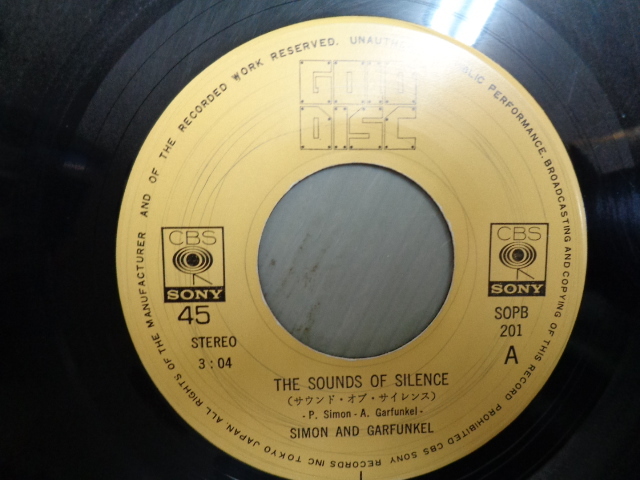 ALL RIGHTS OF THE MANUFACTURER AND OF THE RECORDED WORK RESERVED. PUBLIC PERFORMANCE. BROADCASTING AND COPYING OF THIS RECORD PROHIBITED CBS SONY RECORDS INC TOKYO JAPAN.
GOLD
DISC
CBS
SONY
45
STEREO
3:04
CBS
SONY
SOPB
201
A
THE SOUNDS OF SILENCE
(サウンド・オブ・サイレンス)
- P. Simon - A. Garfunkel -
SIMON AND GARFUNKEL